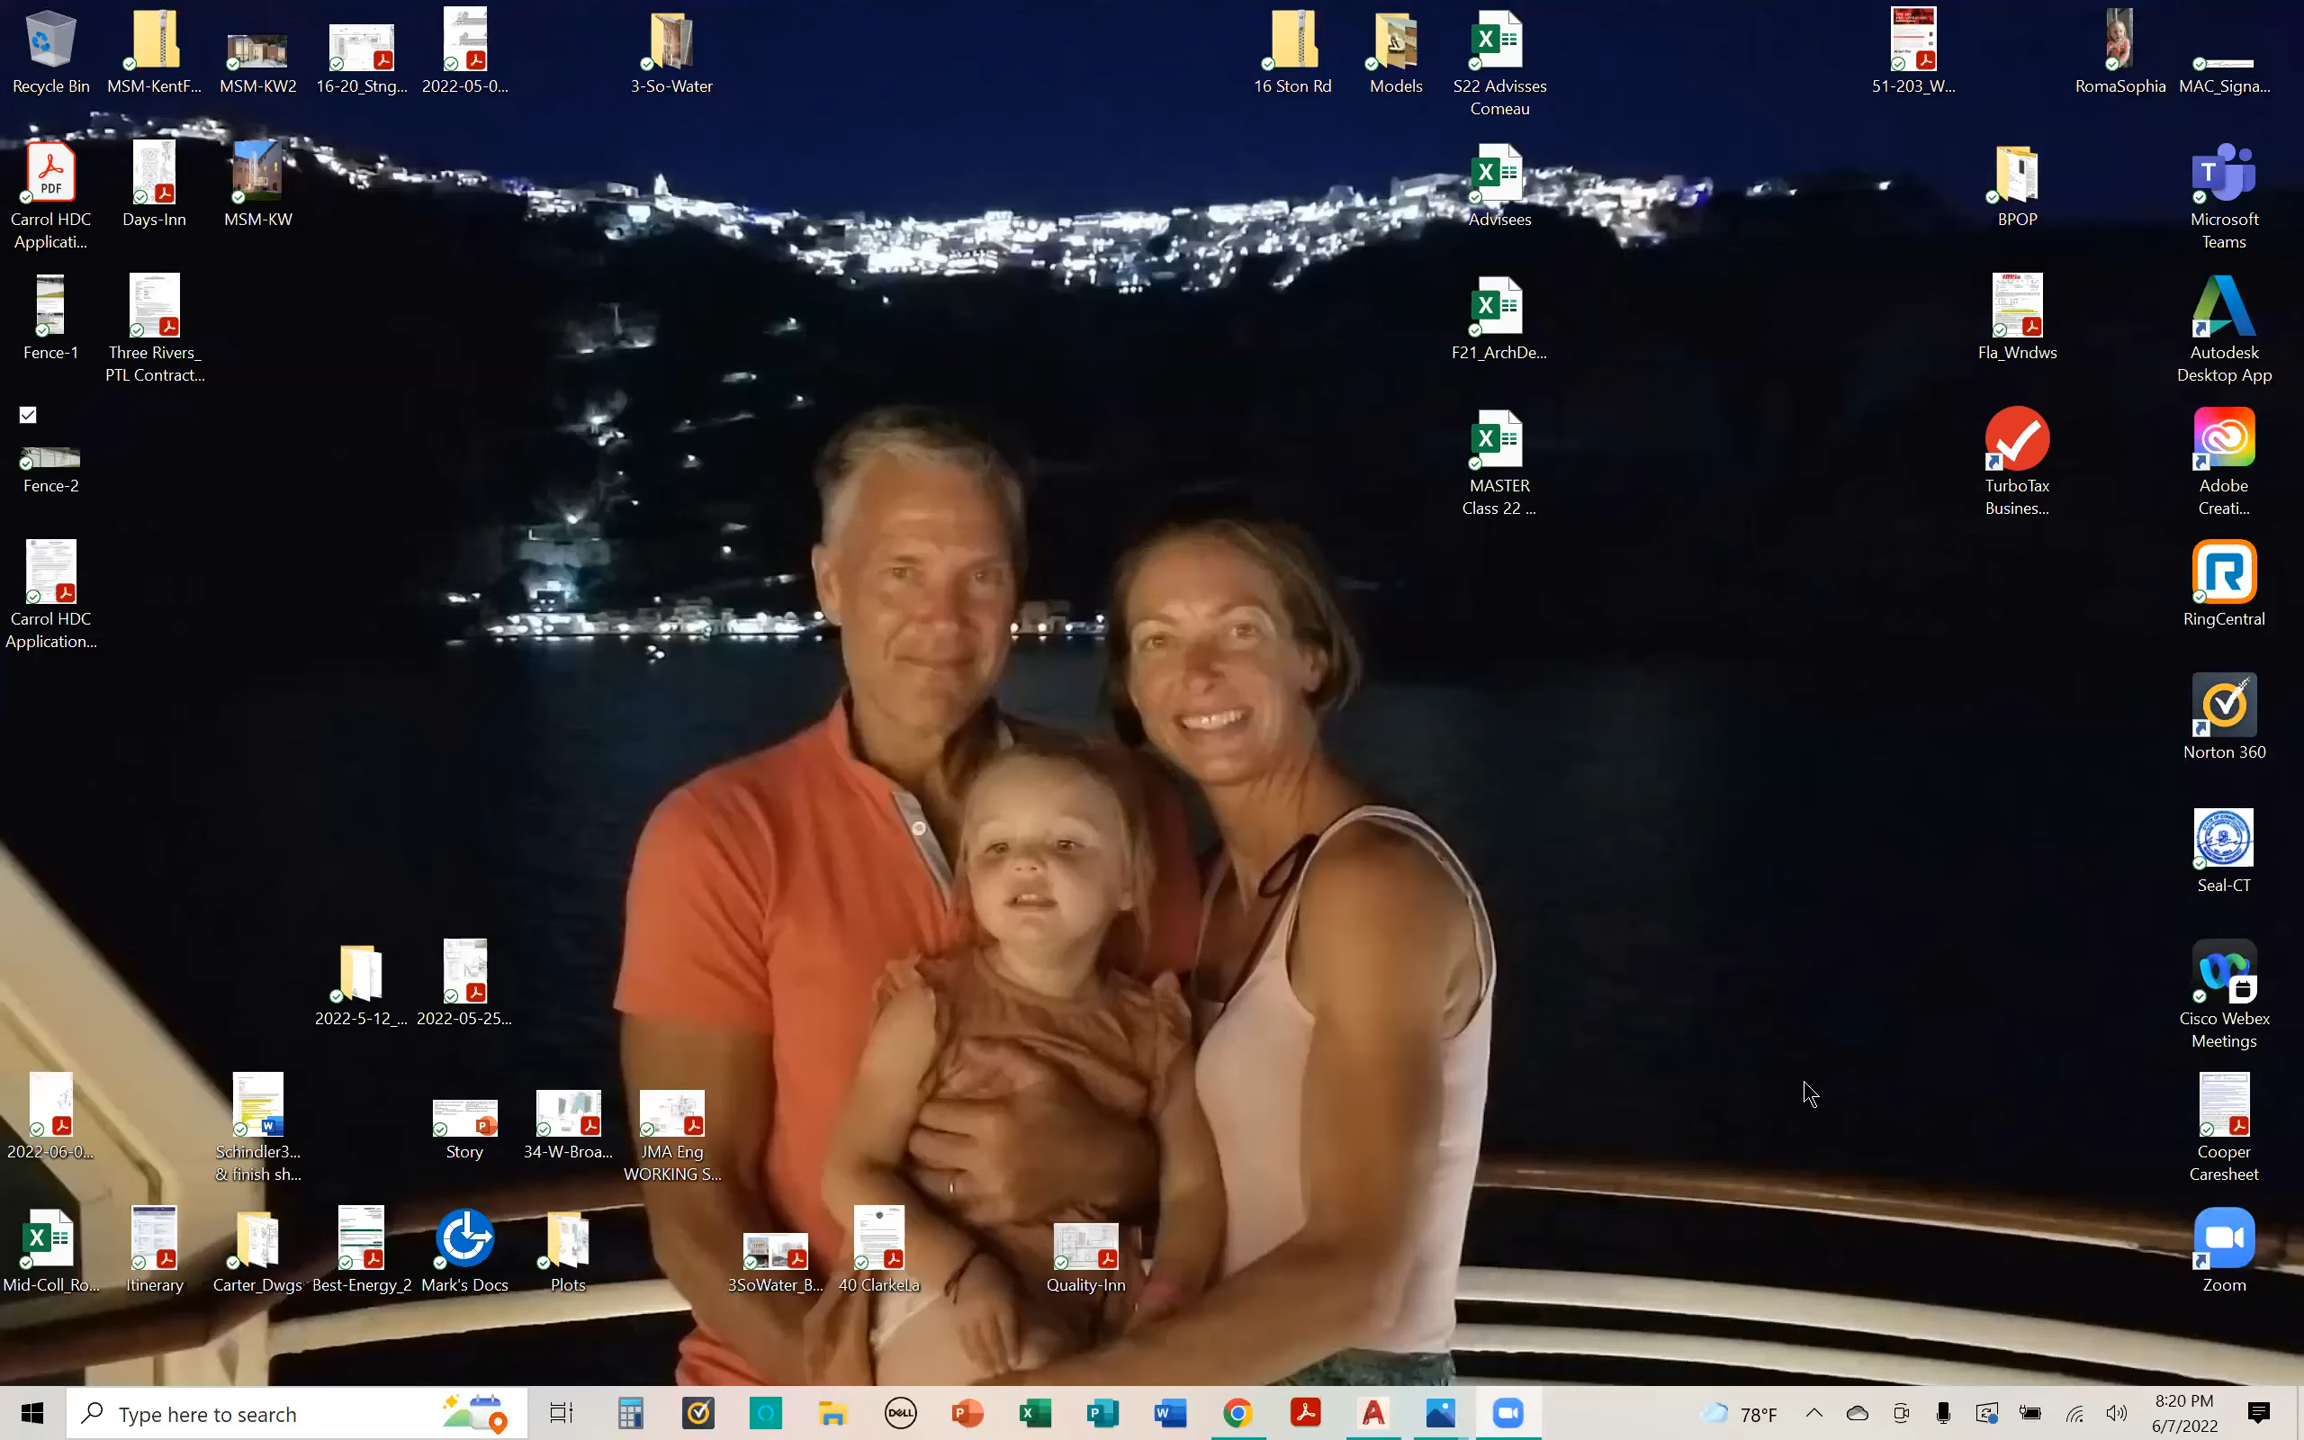 Recycle Bin
MSM-KentF...
MSM-KW2
16-20_Stng...
2022-05-0...
3-So-Water
16 Ston Rd
Models
S22 Advisses
Comeau
51-203_W...
RomaSophia
MAC_Signa...
PDF
Carrol HDC
Applicati...
Days-Inn
MSM-KW
Advisees
BPOP
Microsoft
Teams
Fence-1
Three Rivers_
PTL Contract...
F21_ArchDe...
Fla_Wndws
Autodesk
Desktop App
Fence-2
MASTER
Class 22 ...
TurboTax
Busines...
Adobe
Creati...
Carrol HDC
Application...
RingCentral
Norton 360
Seal-CT
2022-5-12_...
2022-05-25...
Cisco Webex
Meetings
2022-06-0...
Schindler3...
& finish sh...
Story
34-W-Broa...
JMA Eng
WORKING S...
Cooper
Caresheet
Mid-Coll_Ro...
Itinerary
Carter_Dwgs
Best-Energy_2
Mark's Docs
Plots
3SoWater_B...
40 ClarkeLa
Quality-Inn
Zoom
Type here to search
DELL
78°F
8:20 PM
6/7/2022